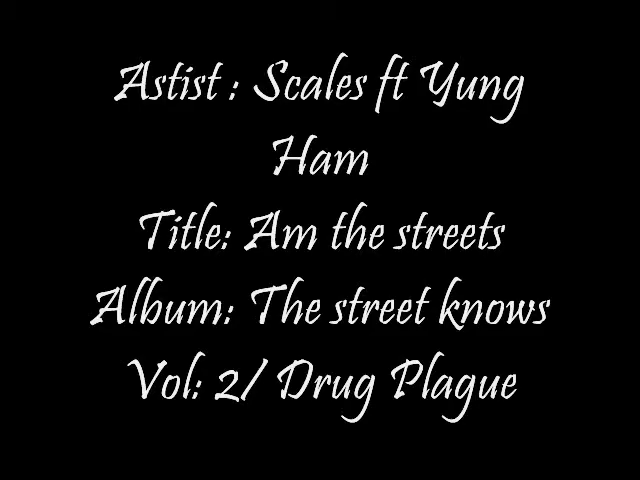 Astist : Scales ft Yung
Ham
Title: Am the streets
Album: The street knows
Vol: 2/ Drug Plague